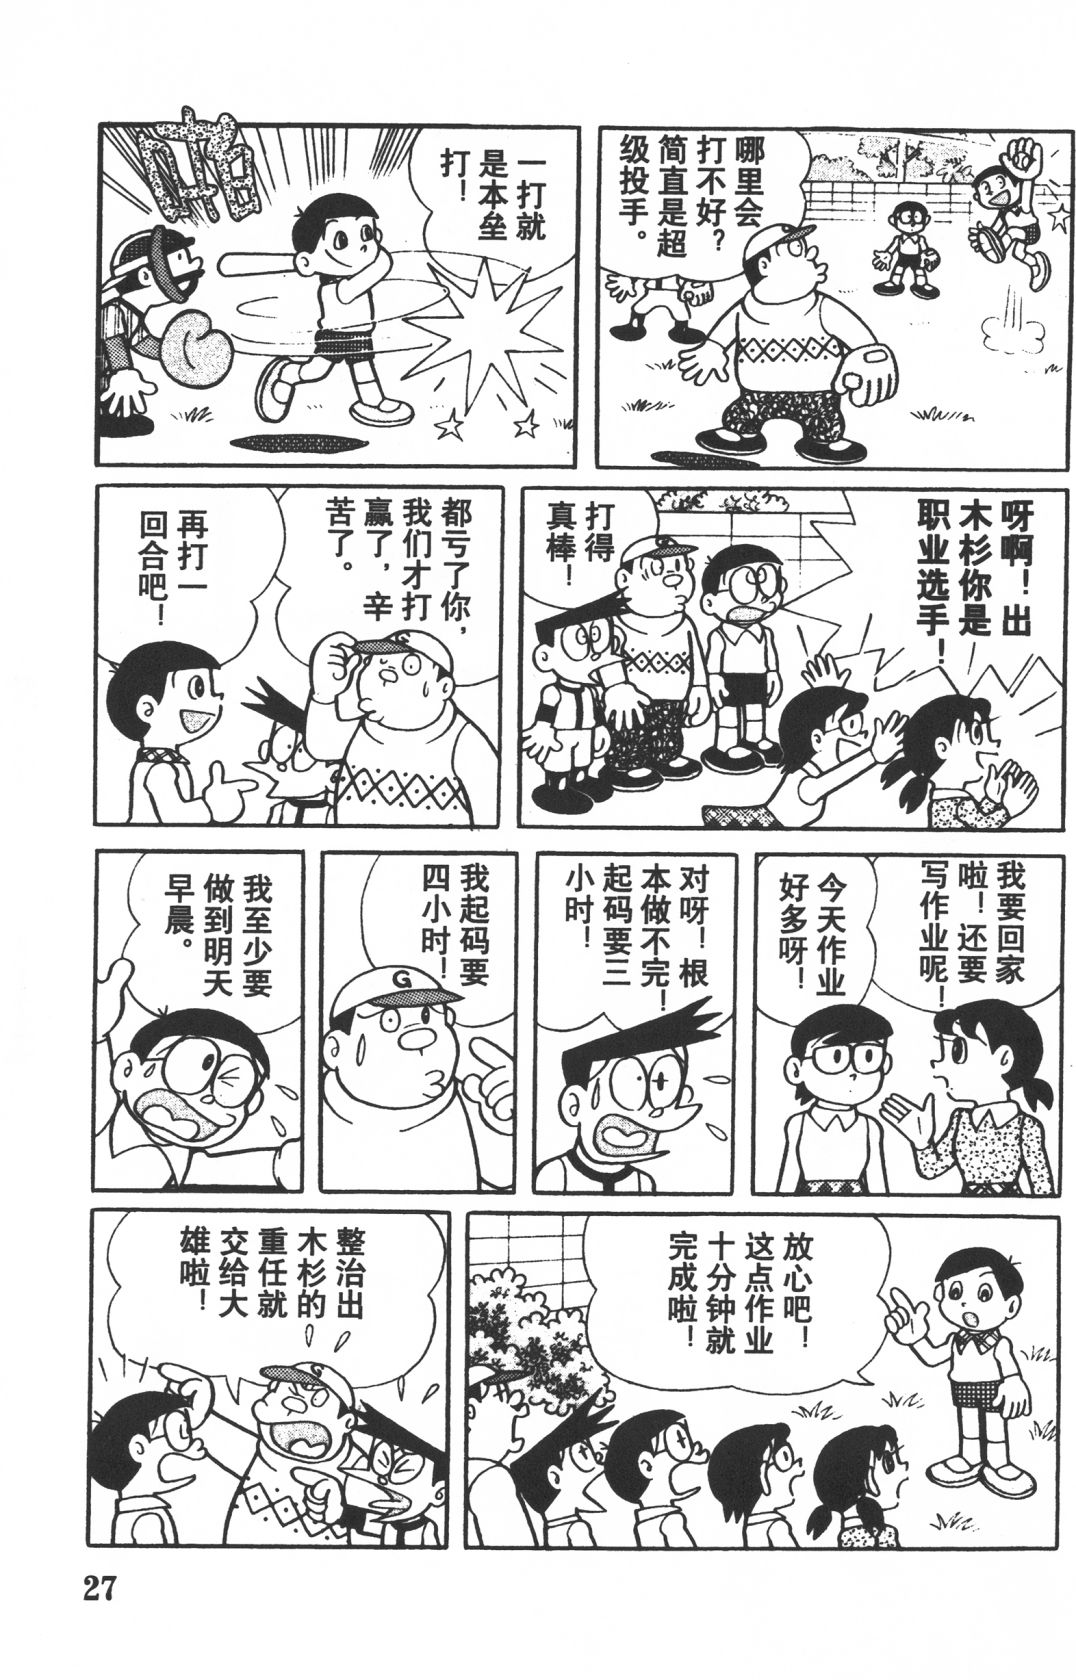 哪里会
打不好？
简直是超
级投手。
一打就
是本垒
打！
呀啊！出
木杉你是
职业选手！
打得
真棒！
都亏了你，
我们才打
赢了，辛
苦了。
再打一
回合吧！
G
我要回家
啦！还要
写作业呢！
今天作业
好多呀！
对呀！根
本做不完！
起码要三
小时！
我起码要
四小时！
G
我至少要
做到明天
早晨。
放心吧！
这点作业
十分钟就
完成啦！
整治出
木杉的
重任就
交给大
雄啦！
G
27